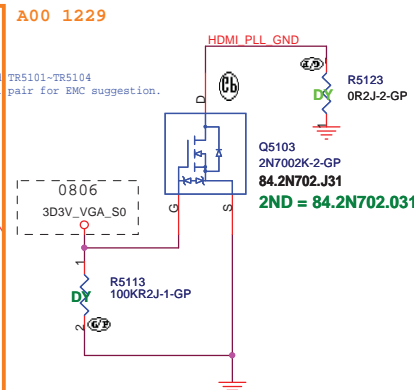 A00 1229
HDMI_PLL_GND
TR5101~TR5104
pair for EMC suggestion.
R5123
DY
0R2J-2-GP
1
D
Q5103
2N7002K-2-GP
84.2N702.J31
2ND = 84.2N702.031
0806
3D3V_VGA_S0
G
S
1
R5113
DY
100KR2J-1-GP
2